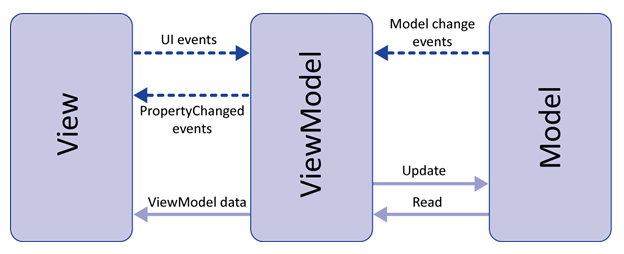 View
UI events
PropertyChanged
events
ViewModel data
ViewModel
Model change
events
Update
Read
Model